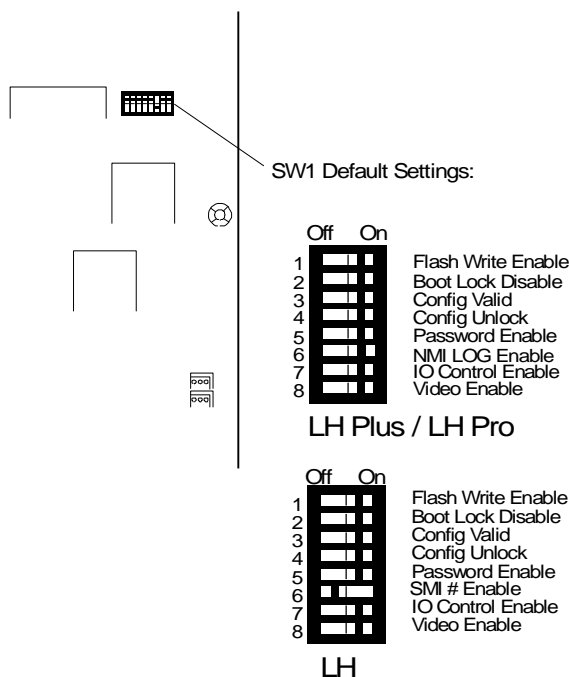 SW1 Default Settings:
Off On
1 Flash Write Enable
2 Boot Lock Disable
3 Config Valid
4 Config Unlock
5 Password Enable
6 NMI LOG Enable
7 IO Control Enable
8 Video Enable
LH Plus / LH Pro
Off On
1 Flash Write Enable
2 Boot Lock Disable
3 Config Valid
4 Config Unlock
5 Password Enable
6 SMI # Enable
7 IO Control Enable
8 Video Enable
LH